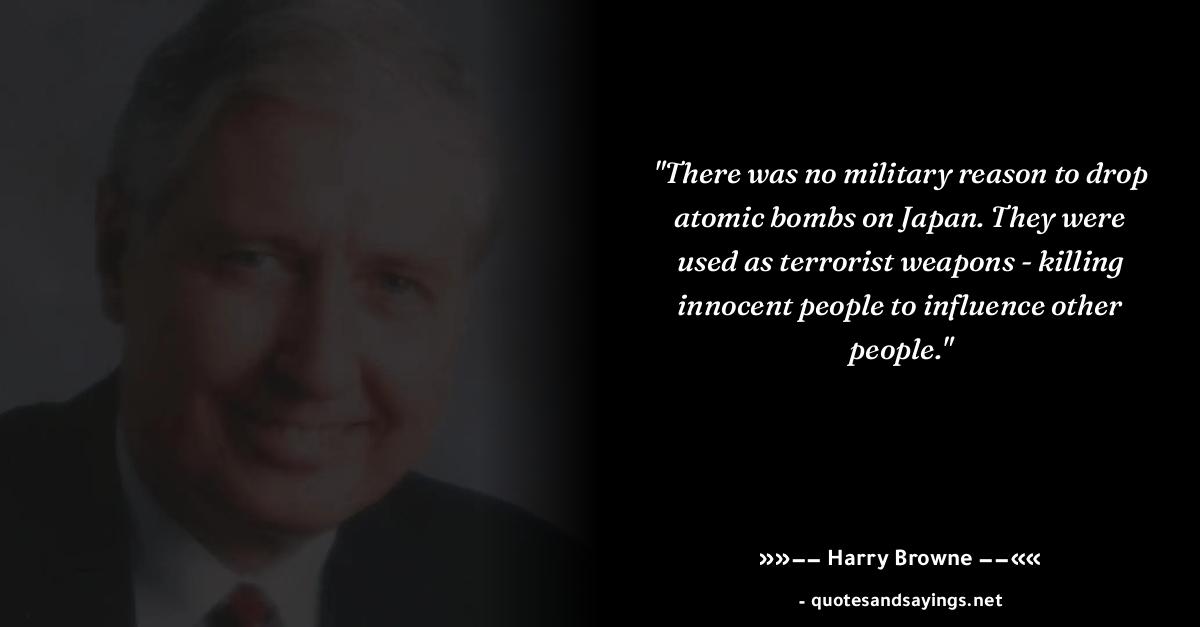 "There was no military reason to drop
atomic bombs on Japan. They were
used as terrorist weapons - killing
innocent people to influence other
people."
»»−− Harry Browne −−««
- quotesandsayings.net